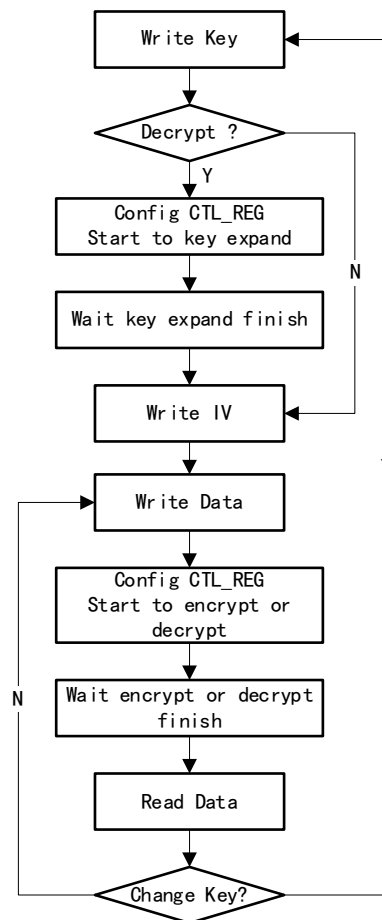 Write Key
Decrypt ?
Y
Config CTL_REG
Start to key expand
N
Wait key expand finish
Write IV
Write Data
Config CTL_REG
Start to encrypt or
decrypt
N
Wait encrypt or decrypt
finish
Read Data
Change Key?